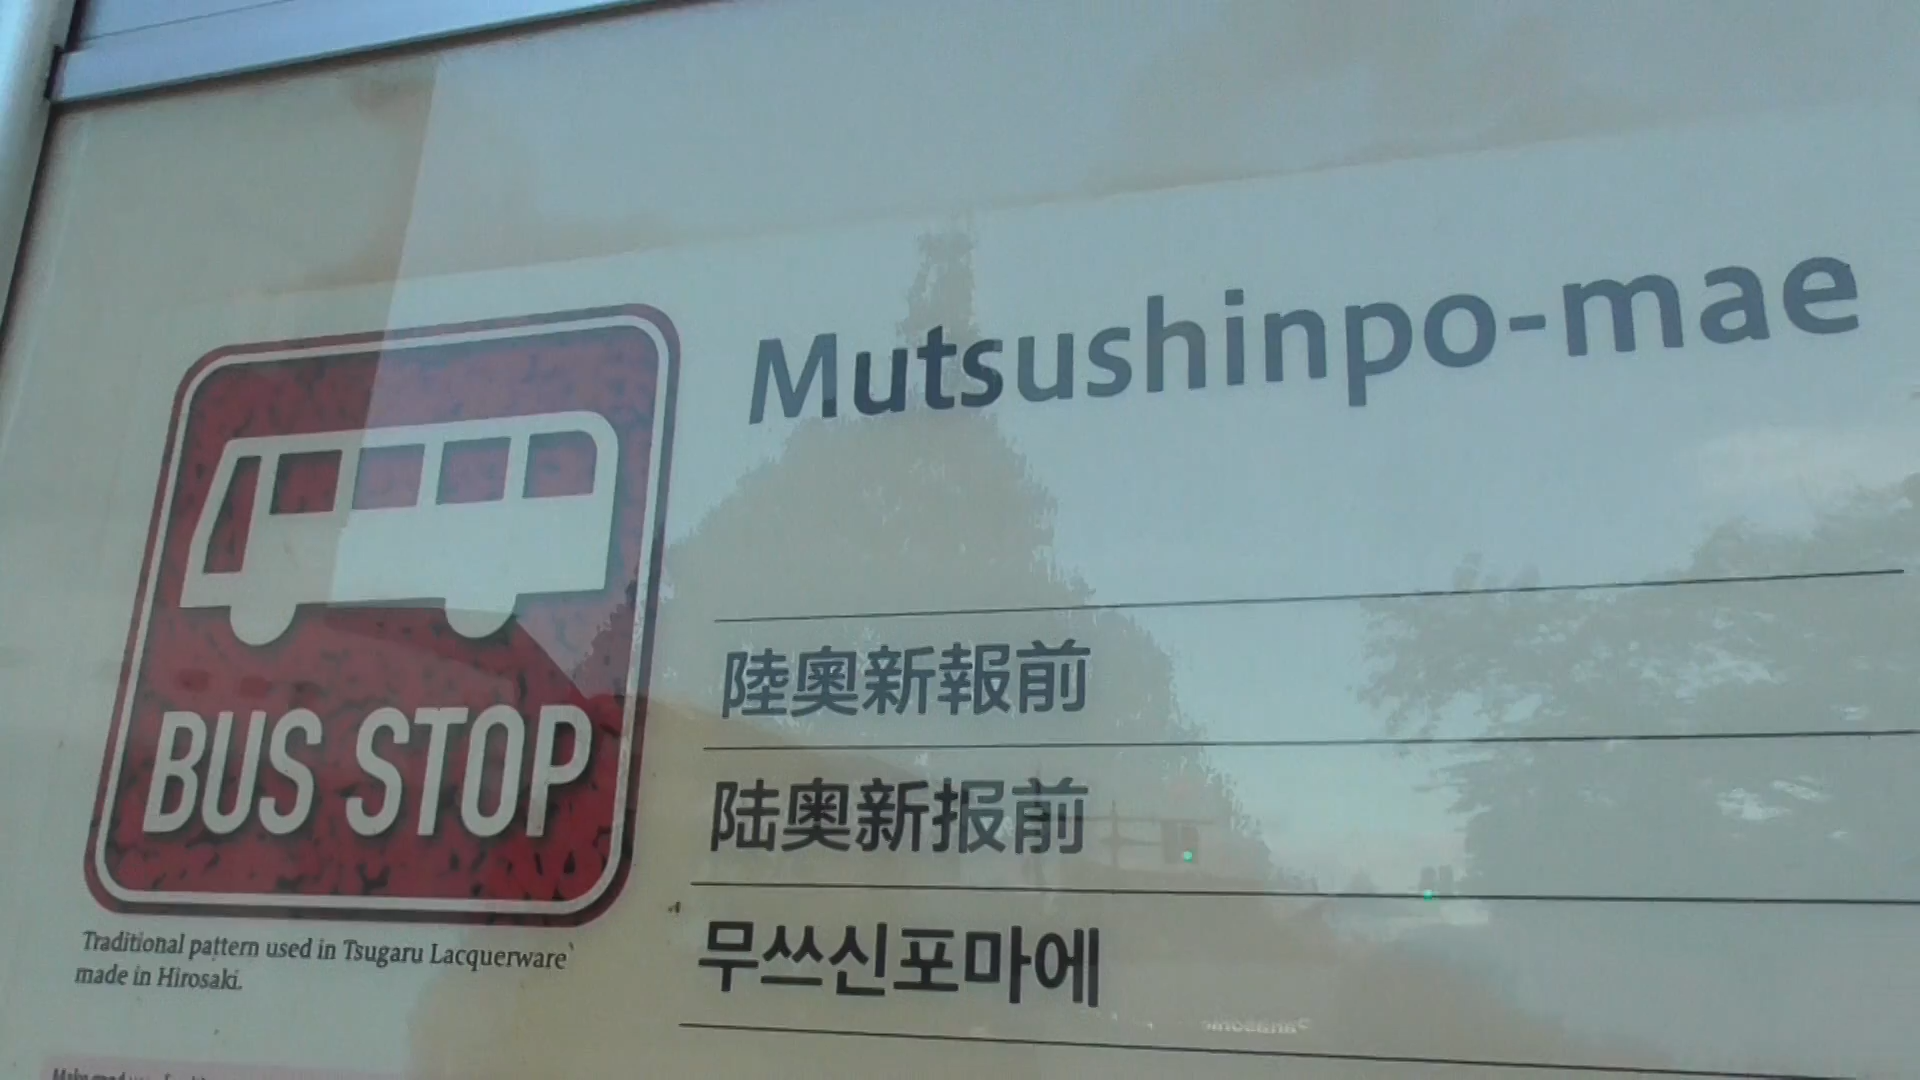 Mutsushinpo-mae
陸奧新報前
陆奥新报前
무쓰신포마에
BUS STOP
Traditional pattern used in Tsugaru Lacquerware
made in Hirosaki.